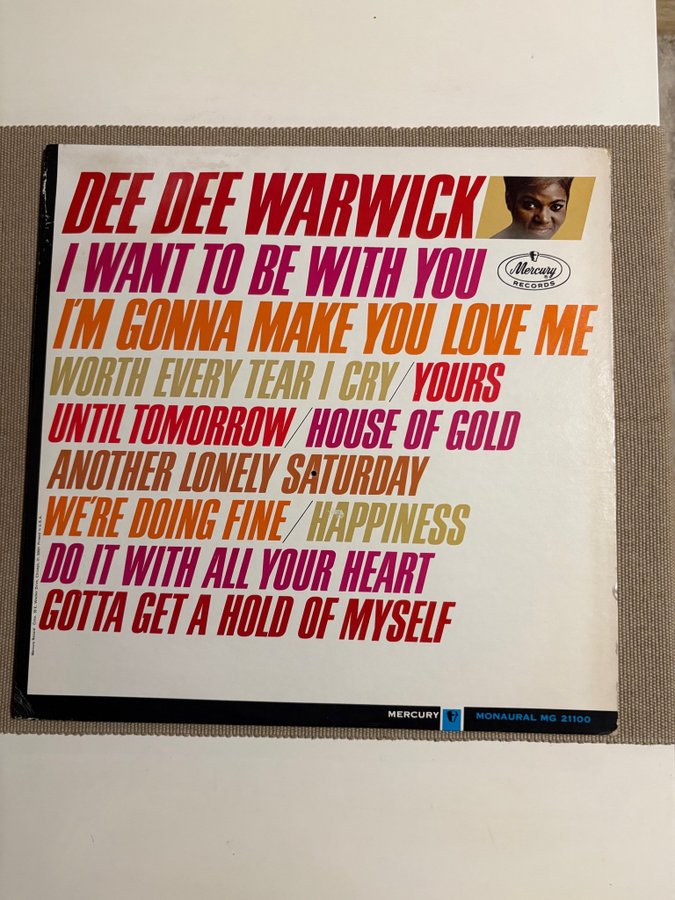 DEE DEE WARWICK
I WANT TO BE WITH YOU
Mercury
RECORDS
I'M GONNA MAKE YOU LOVE ME
WORTH EVERY TEAR I CRY/YOURS
UNTIL TOMORROW/HOUSE OF GOLD
ANOTHER LONELY SATURDAY
WE'RE DOING FINE/HAPPINESS
DO IT WITH ALL YOUR HEART
GOTTA GET A HOLD OF MYSELF
MERCURY MONAURAL MG 21100